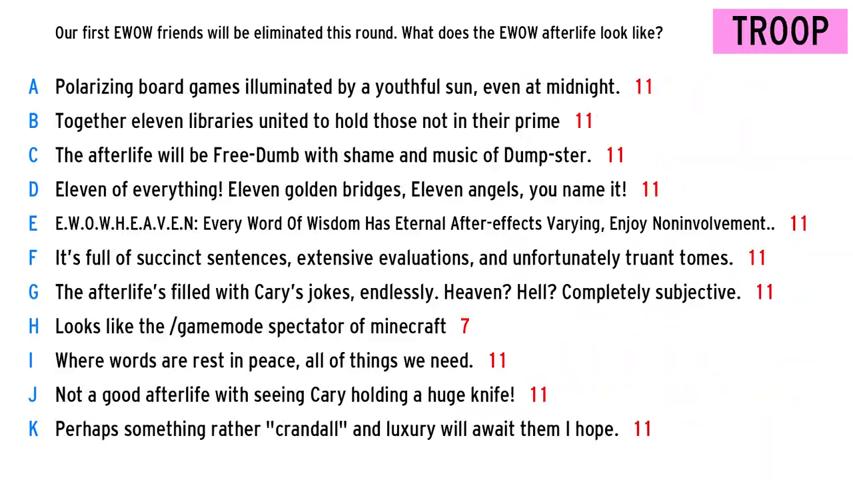 Our first EWOW friends will be eliminated this round. What does the EWOW afterlife look like?
TROOP
A Polarizing board games illuminated by a youthful sun, even at midnight. 11
B Together eleven libraries united to hold those not in their prime 11
C The afterlife will be Free-Dumb with shame and music of Dump-ster. 11
D Eleven of everything! Eleven golden bridges, Eleven angels, you name it! 11
E E.W.O.W.H.E.A.V.E.N: Every Word Of Wisdom Has Eternal After-effects Varying, Enjoy Noninvolvement.. 11
F It's full of succinct sentences, extensive evaluations, and unfortunately truant tomes. 11
G The afterlife's filled with Cary's jokes, endlessly. Heaven? Hell? Completely subjective. 11
H Looks like the /gamemode spectator of minecraft 7
I Where words are rest in peace, all of things we need. 11
J Not a good afterlife with seeing Cary holding a huge knife! 11
K Perhaps something rather "crandall" and luxury will await them I hope. 11